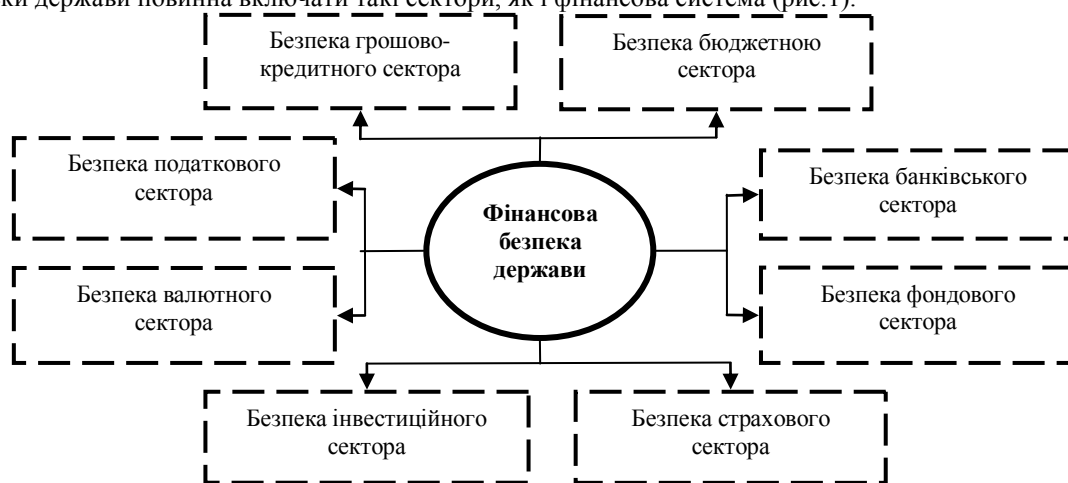 ки держави повинна включати такі сектори, як і фінансова система (рис.1).
Безпека грошово-
кредитного сектора
Безпека бюджетною
сектора
Безпека податкового
сектора
Безпека банківського
сектора
Фінансова
безпека
держави
Безпека валютного
сектора
Безпека фондового
сектора
Безпека інвестиційного
сектора
Безпека страхового
сектора